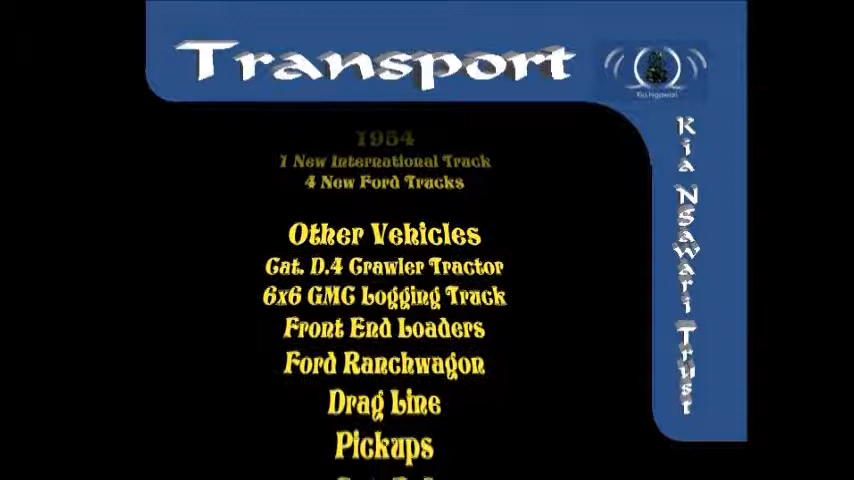 Transport
1954
1 New International Truck
4 New Ford Trucks
Other Vehicles
Cat. D.4 Crawler Tractor
6x6 GMC Logging Truck
Front End Loaders
Ford Ranchwagon
Drag Line
Pickups
Kia Ngawari Trust